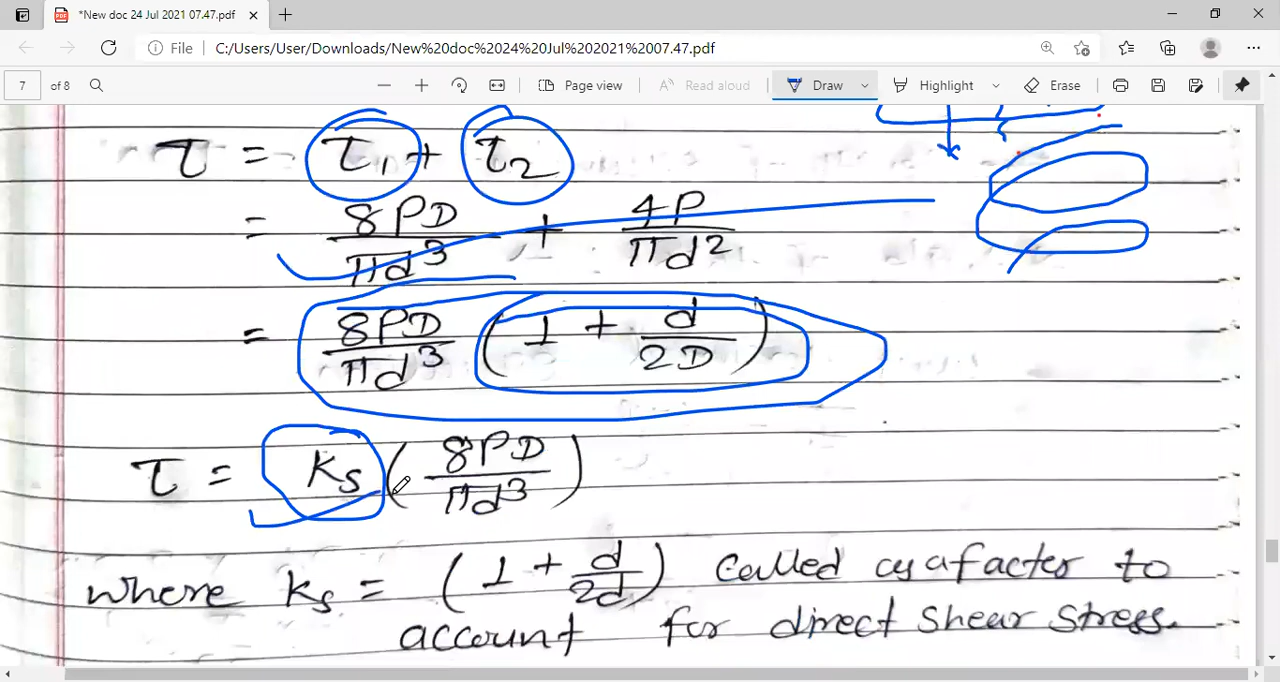 *New doc 24 Jul 2021 07.47.pdf
File | C:/Users/User/Downloads/New%20doc%2024%20Jul%202021%2007.47.pdf
7 of 8 Page view Read aloud Draw Highlight Erase
τ = τ1 + τ2
= 8PD/πd³ + 4P/πd²
= 8PD/πd³ (1 + d/2D)
τ = Ks (8PD/πd³)
where Ks = (1 + d/2d) called as a facter to
account for direct shear stress.